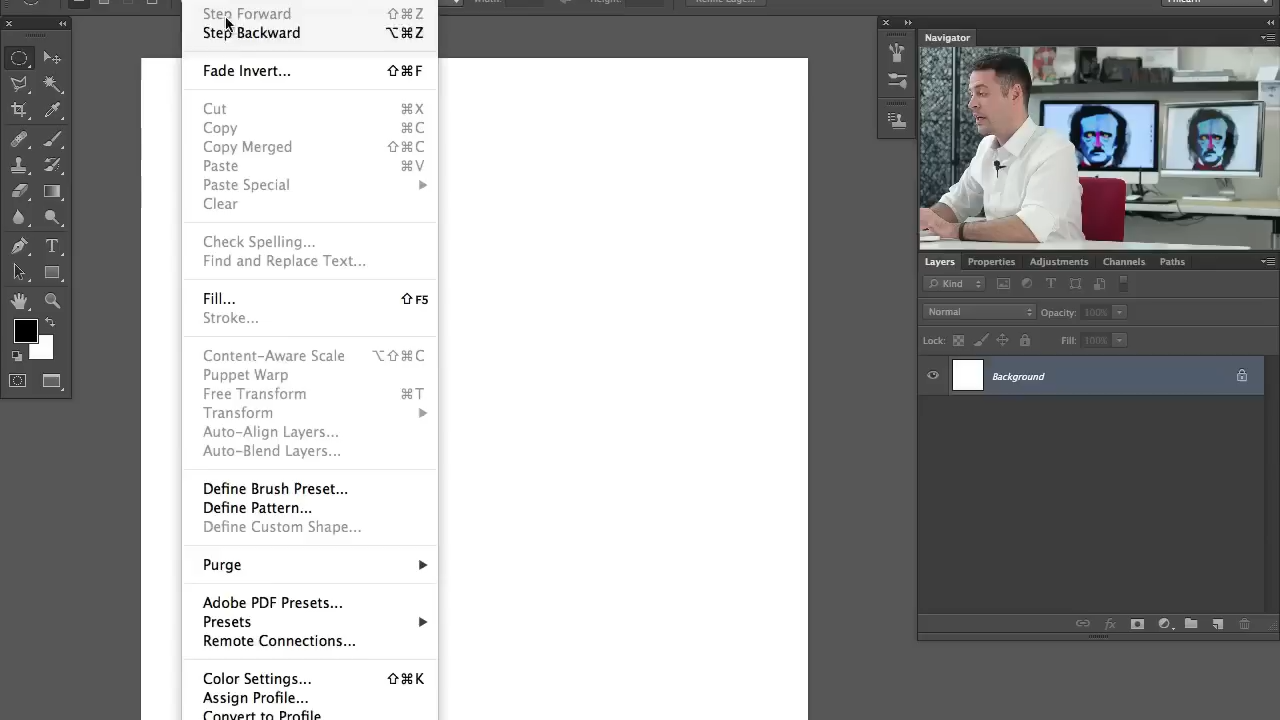 Step Forward ⇧⌘Z
Step Backward ⌥⌘Z
Fade Invert... ⇧⌘F
Cut ⌘X
Copy ⌘C
Copy Merged ⇧⌘C
Paste ⌘V
Paste Special
Clear
Check Spelling...
Find and Replace Text...
Fill... ⇧F5
Stroke...
Content-Aware Scale ⌥⇧⌘C
Puppet Warp
Free Transform ⌘T
Transform
Auto-Align Layers...
Auto-Blend Layers...
Define Brush Preset...
Define Pattern...
Define Custom Shape...
Purge
Adobe PDF Presets...
Presets
Remote Connections...
Color Settings... ⇧⌘K
Assign Profile...
Convert to Profile
Navigator
Layers Properties Adjustments Channels Paths
Kind
Normal Opacity: 100%
Lock: Fill: 100%
Background